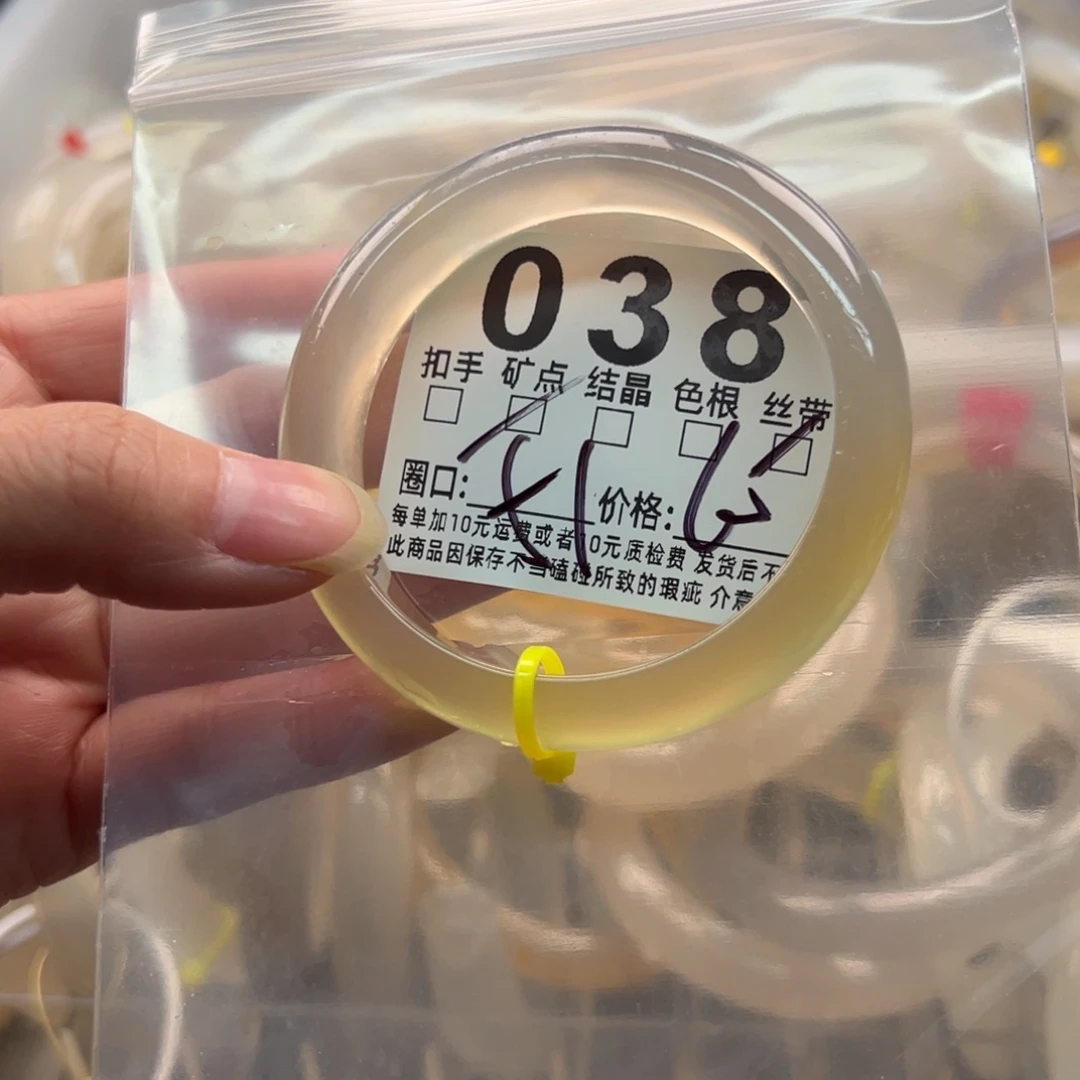 038
扣手 矿点 结晶 色根 丝带
圈口: 价格:
每单加10元运费或者10元质检费 发货后不
此商品因保存不当磕碰所致的瑕疵 介意